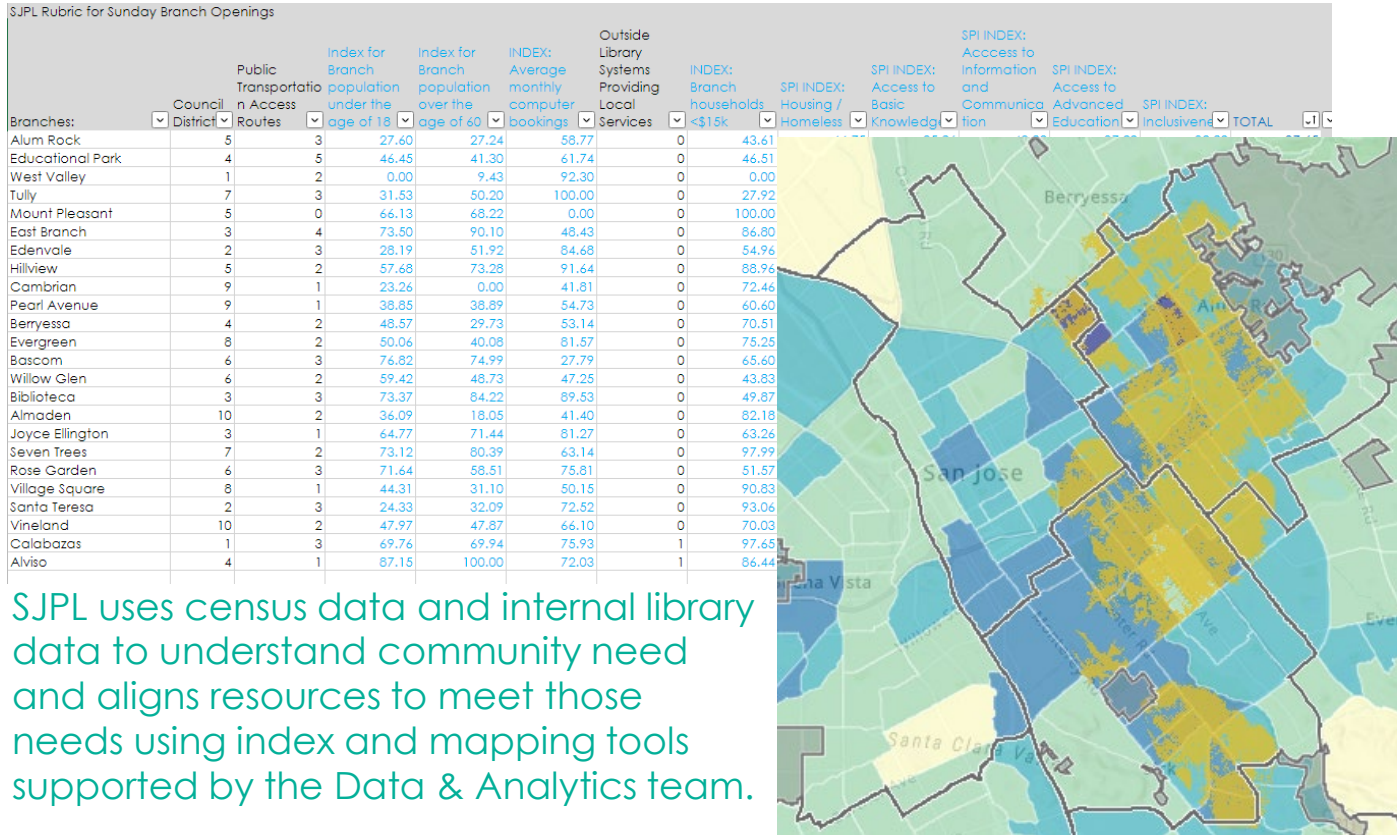 SJPL Rubric for Sunday Branch Openings
Branches:
Council District
Public Transportatio n Access Routes
Index for Branch population under the age of 18
Index for Branch population over the age of 60
INDEX: Average monthly computer bookings
Outside Library Systems Providing Local Services
INDEX: Branch households <$15k
SPI INDEX: Housing / Homeless
SPI INDEX: Access to Basic Knowledg
SPI INDEX: Acccess to Information and Communica tion
SPI INDEX: Access to Advanced Education
SPI INDEX: Inclusivene
TOTAL
Alum Rock 5 3 27.60 27.24 58.77 0 43.61
Educational Park 4 5 46.45 41.30 61.74 0 46.51
West Valley 1 2 0.00 9.43 92.30 0 0.00
Tully 7 3 31.53 50.20 100.00 0 27.92
Mount Pleasant 5 0 66.13 68.22 0.00 0 100.00
East Branch 3 4 73.50 90.10 48.43 0 86.80
Edenvale 2 3 28.19 51.92 84.68 0 54.96
Hillview 5 2 57.68 73.28 91.64 0 88.96
Cambrian 9 1 23.26 0.00 41.81 0 72.46
Pearl Avenue 9 1 38.85 38.89 54.73 0 60.60
Berryessa 4 2 48.57 29.73 53.14 0 70.51
Evergreen 8 2 50.06 40.08 81.57 0 75.25
Bascom 6 3 76.82 74.99 27.79 0 65.60
Willow Glen 6 2 59.42 48.73 47.25 0 43.83
Biblioteca 3 3 73.37 84.22 89.53 0 49.87
Almaden 10 2 36.09 18.05 41.40 0 82.18
Joyce Ellington 3 1 64.77 71.44 81.27 0 63.26
Seven Trees 7 2 73.12 80.39 63.14 0 97.99
Rose Garden 6 3 71.64 58.51 75.81 0 51.57
Village Square 8 1 44.31 31.10 50.15 0 90.83
Santa Teresa 2 3 24.33 32.09 72.52 0 93.06
Vineland 10 2 47.97 47.87 66.10 0 70.03
Calabazas 1 3 69.76 69.94 75.93 1 97.65
Alviso 4 1 87.15 100.00 72.03 1 86.44
Berryessa
San jose
Vista
Santa Clara Va
Ave
Eve
SJPL uses census data and internal library
data to understand community need
and aligns resources to meet those
needs using index and mapping tools
supported by the Data & Analytics team.